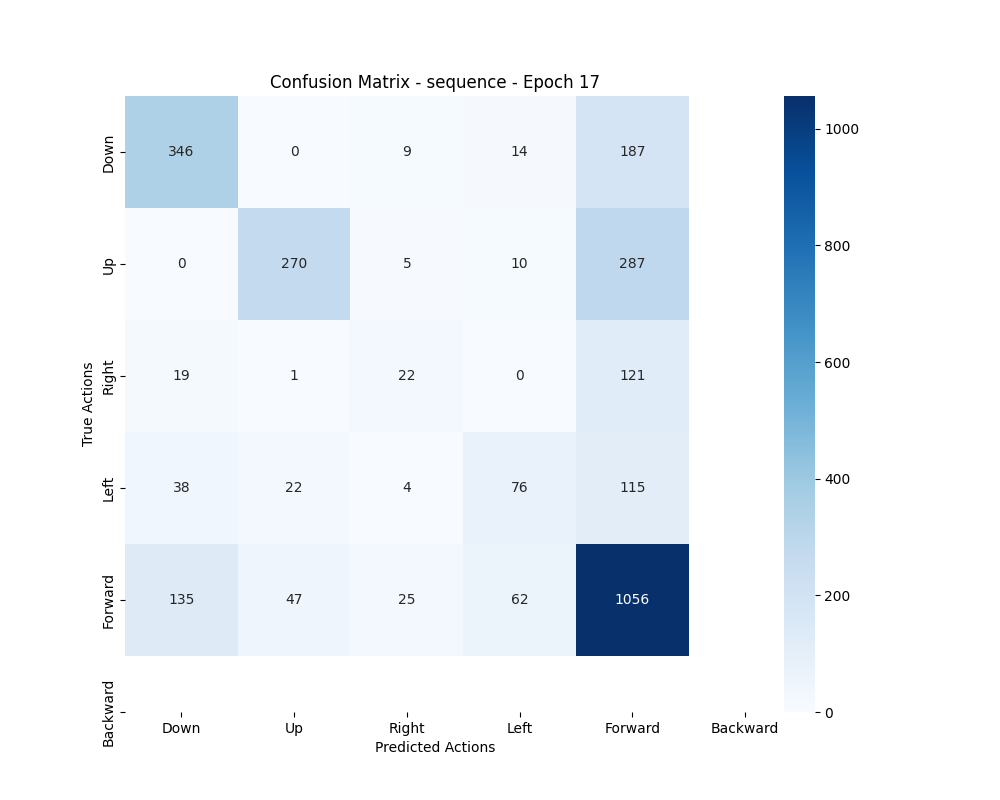 Confusion Matrix - sequence - Epoch 17
True Actions
Down 346 0 9 14 187
Up 0 270 5 10 287
Right 19 1 22 0 121
Left 38 22 4 76 115
Forward 135 47 25 62 1056
Backward
Down Up Right Left Forward Backward
Predicted Actions
1000
800
600
400
200
0